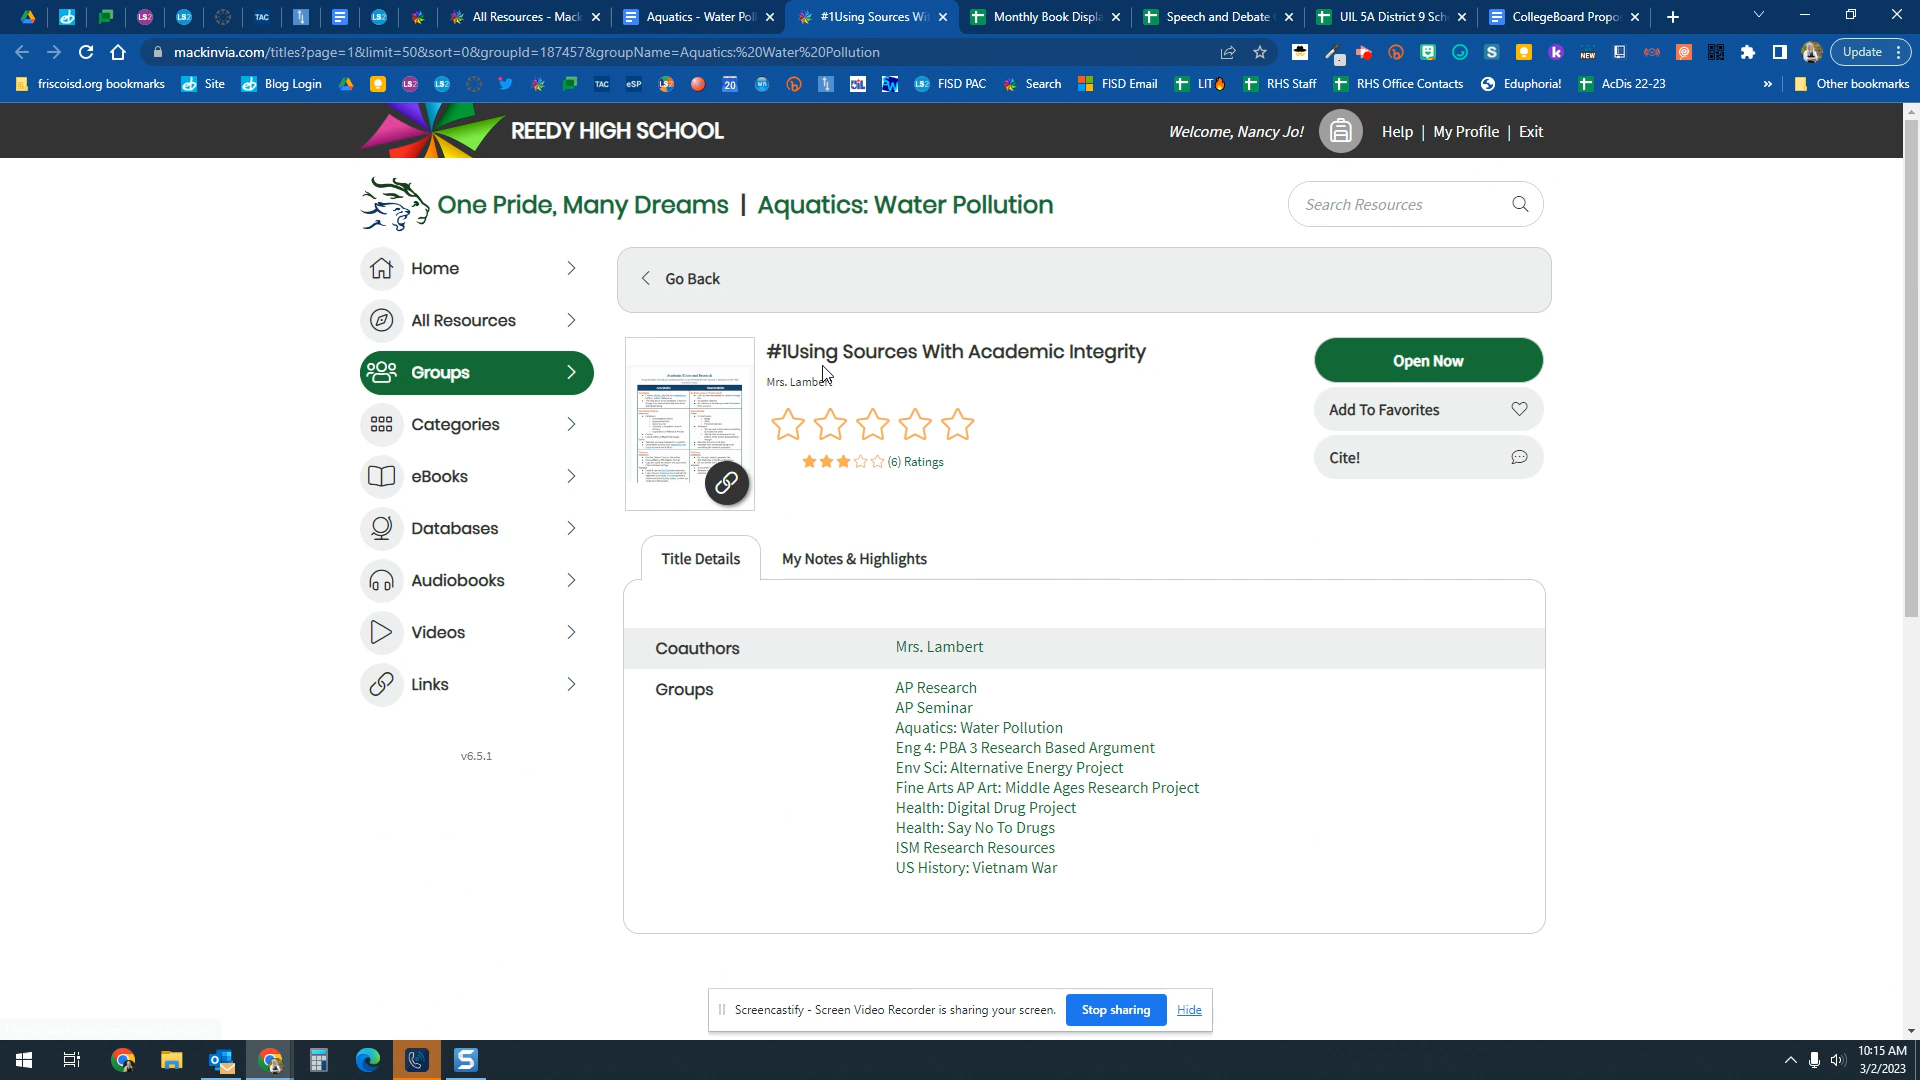 All Resources - Mack
Aquatics - Water Poll
#1Using Sources Wit
Monthly Book Displa
Speech and Debate
UIL 5A District 9 Sch
CollegeBoard Propo
mackinvia.com/titles?page=1&limit=50&sort=0&groupId=187457&groupName=Aquatics:%20Water%20Pollution
Update
friscoisd.org bookmarks
Site
Blog Login
FISD PAC
Search
FISD Email
LIT
RHS Staff
RHS Office Contacts
Eduphoria!
AcDis 22-23
Other bookmarks
REEDY HIGH SCHOOL
Welcome, Nancy Jo!
Help | My Profile | Exit
One Pride, Many Dreams | Aquatics: Water Pollution
Search Resources
Home
All Resources
Groups
Categories
eBooks
Databases
Audiobooks
Videos
Links
v6.5.1
Go Back
#1Using Sources With Academic Integrity
Mrs. Lambert
(6) Ratings
Open Now
Add To Favorites
Cite!
Title Details
My Notes & Highlights
Coauthors
Mrs. Lambert
Groups
AP Research
AP Seminar
Aquatics: Water Pollution
Eng 4: PBA 3 Research Based Argument
Env Sci: Alternative Energy Project
Fine Arts AP Art: Middle Ages Research Project
Health: Digital Drug Project
Health: Say No To Drugs
ISM Research Resources
US History: Vietnam War
Screencastify - Screen Video Recorder is sharing your screen.
Stop sharing
Hide
10:15 AM
3/2/2023